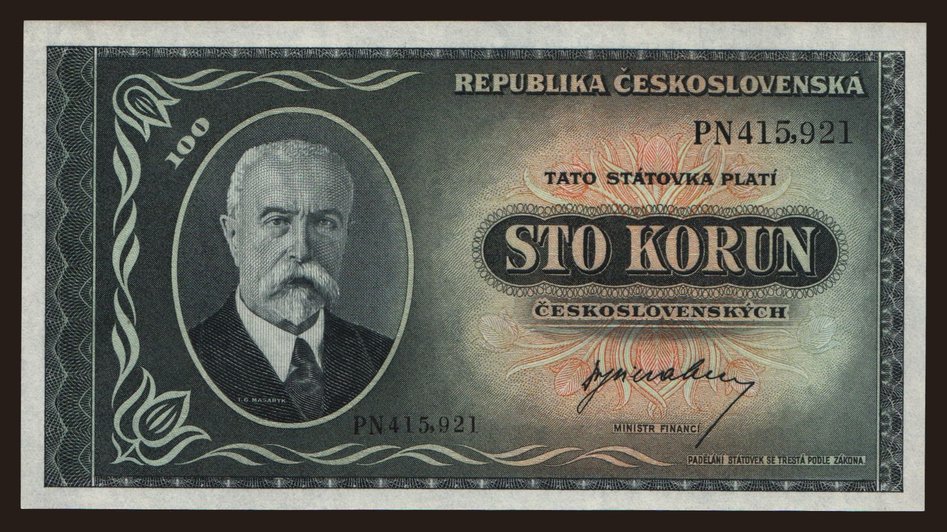 REPUBLIKA ČESKOSLOVENSKÁ
100
PN415,921
TATO STÁTOVKA PLATÍ
STO KORUN
ČESKOSLOVENSKÝCH
T. G. MASARYK
PN415,921
MINISTR FINANCÍ
PADĚLÁNÍ STÁTOVEK SE TRESTÁ PODLE ZÁKONA.